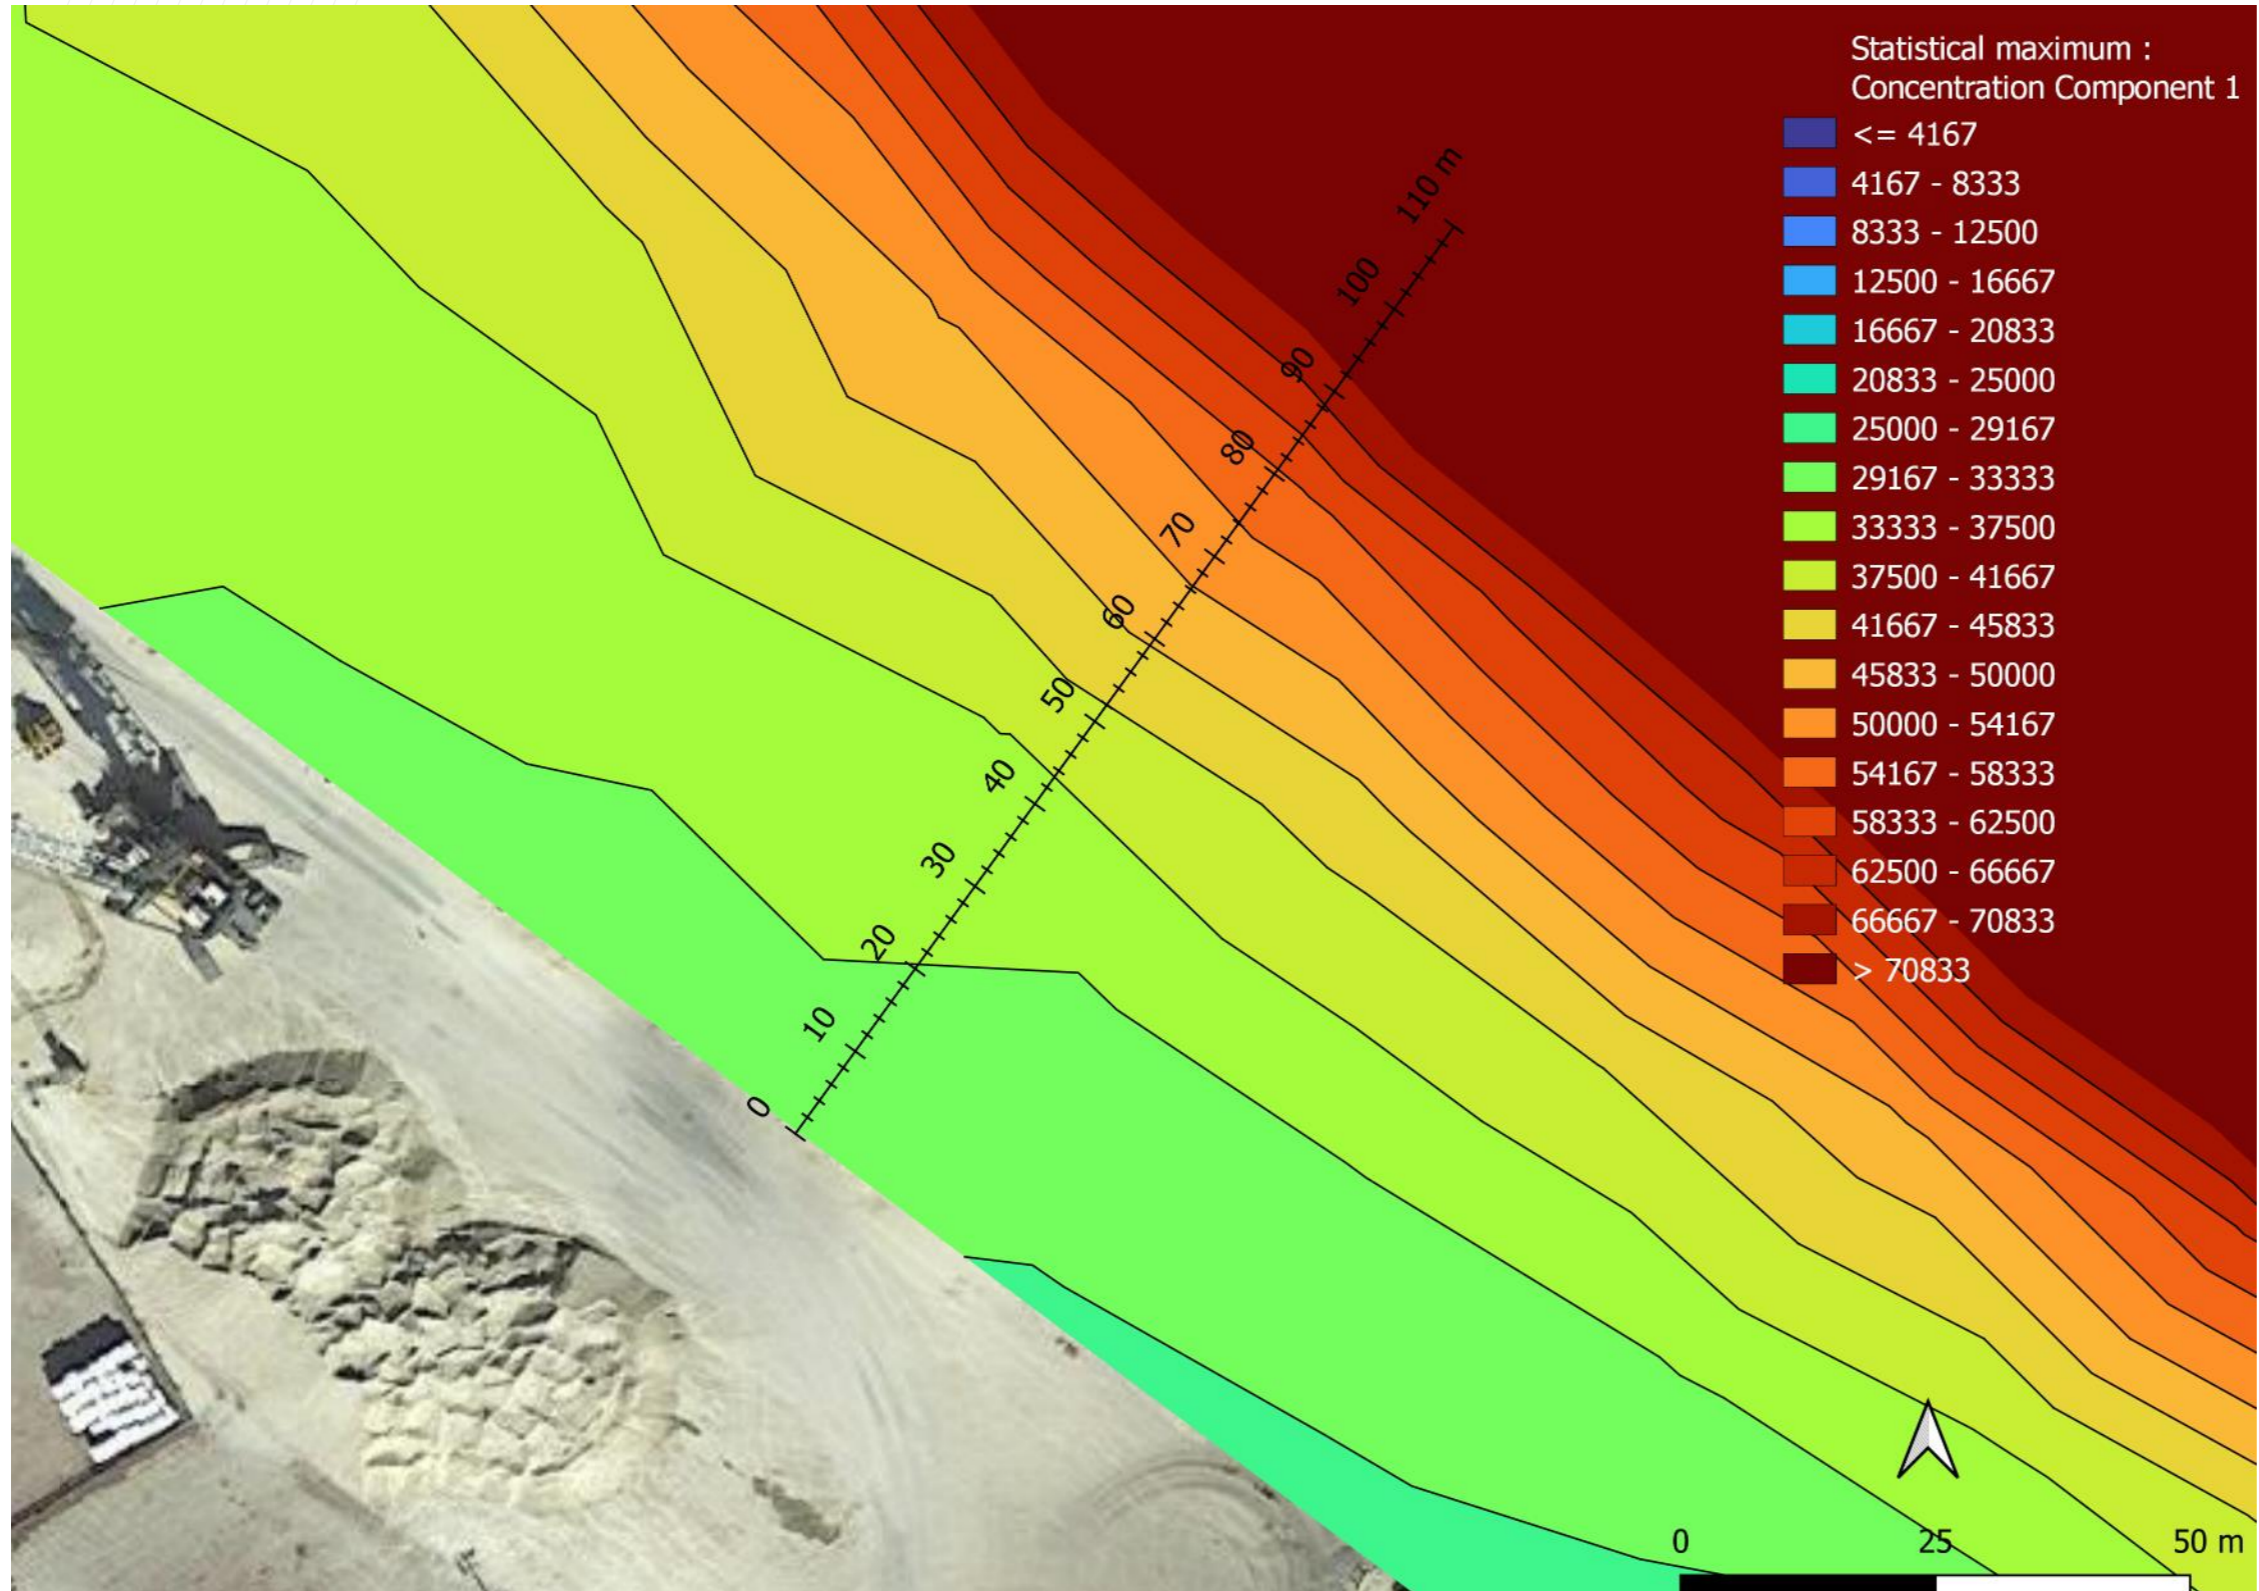 Statistical maximum :
Concentration Component 1
<= 4167
4167 - 8333
8333 - 12500
12500 - 16667
16667 - 20833
20833 - 25000
25000 - 29167
29167 - 33333
33333 - 37500
37500 - 41667
41667 - 45833
45833 - 50000
50000 - 54167
54167 - 58333
58333 - 62500
62500 - 66667
66667 - 70833
> 70833
110 m
100
90
80
70
60
50
40
30
20
10
0
0 25 50 m